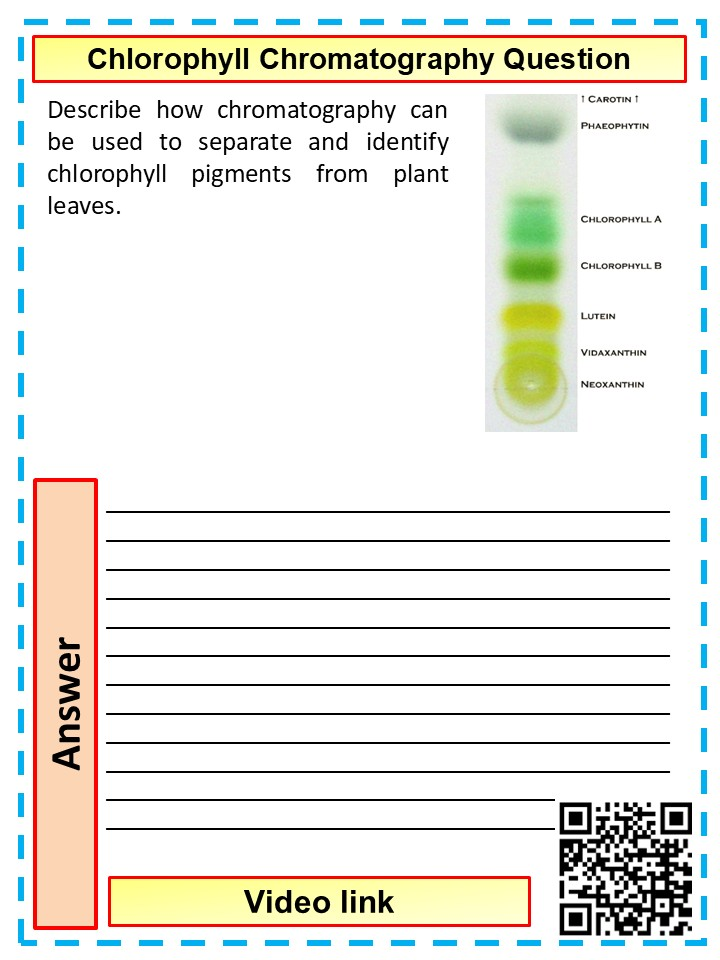 Chlorophyll Chromatography Question
Describe how chromatography can
be used to separate and identify
chlorophyll pigments from plant
leaves.
↑ CAROTIN ↑
PHAEOPHYTIN
CHLOROPHYLL A
CHLOROPHYLL B
LUTEIN
VIDAXANTHIN
NEOXANTHIN
Answer
Video link